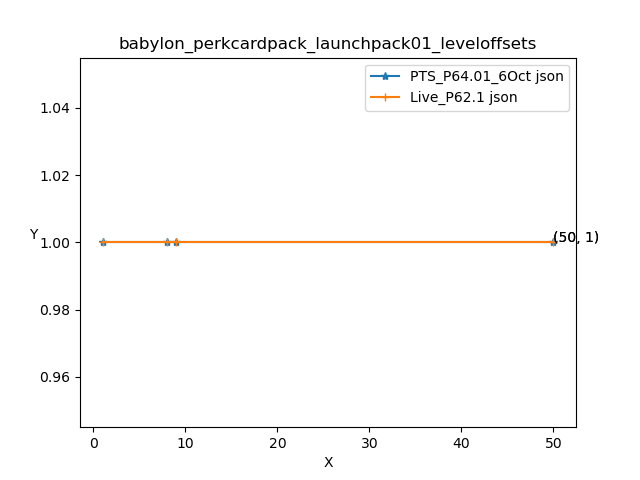 babylon_perkcardpack_launchpack01_leveloffsets
PTS_P64.01_6Oct json
Live_P62.1 json
1.04
1.02
1.00
0.98
0.96
Y
(50, 1)
0
10
20
30
40
50
X